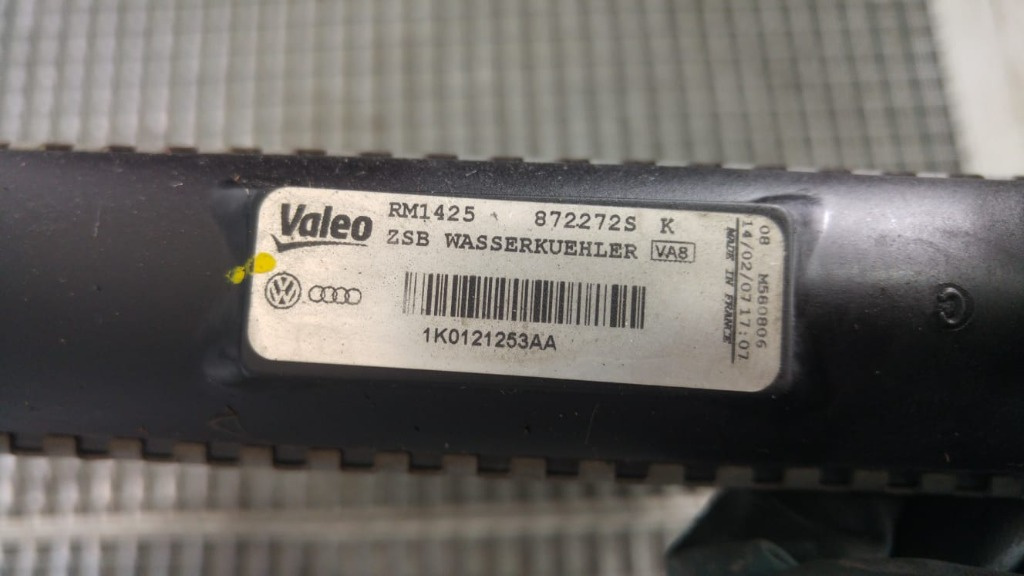 Valeo
RM1425 872272S K
ZSB WASSERKUEHLER VA8
1K0121253AA
08 M560806
14/02/07 17:07
MADE IN FRANCE